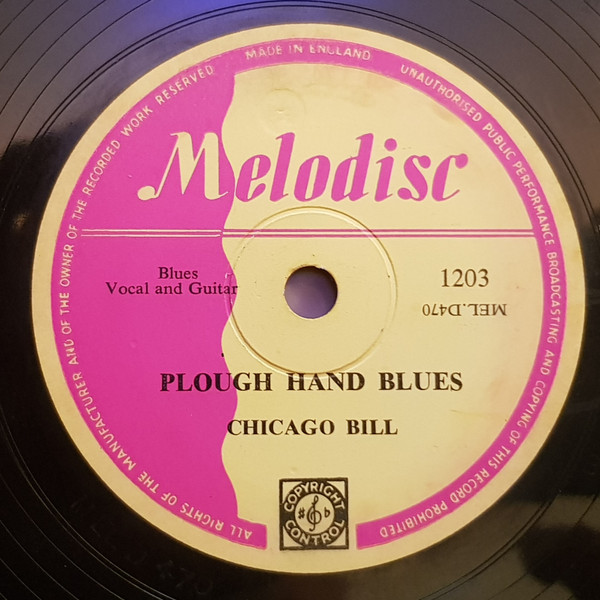 ALL RIGHTS OF THE MANUFACTURER AND OF THE OWNER OF THE RECORDED WORK RESERVED
MADE IN ENGLAND
UNAUTHORISED PUBLIC PERFORMANCE BROADCASTING AND COPYING OF THIS RECORD PROHIBITED
Melodisc
Blues
Vocal and Guitar
1203
MEL.D470
PLOUGH HAND BLUES
CHICAGO BILL
COPYRIGHT
CONTROL